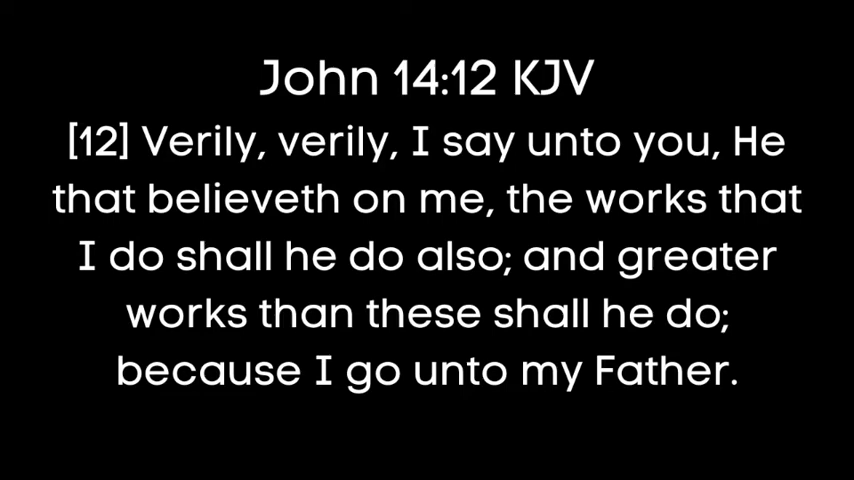 John 14:12 KJV
[12] Verily, verily, I say unto you, He
that believeth on me, the works that
I do shall he do also; and greater
works than these shall he do;
because I go unto my Father.